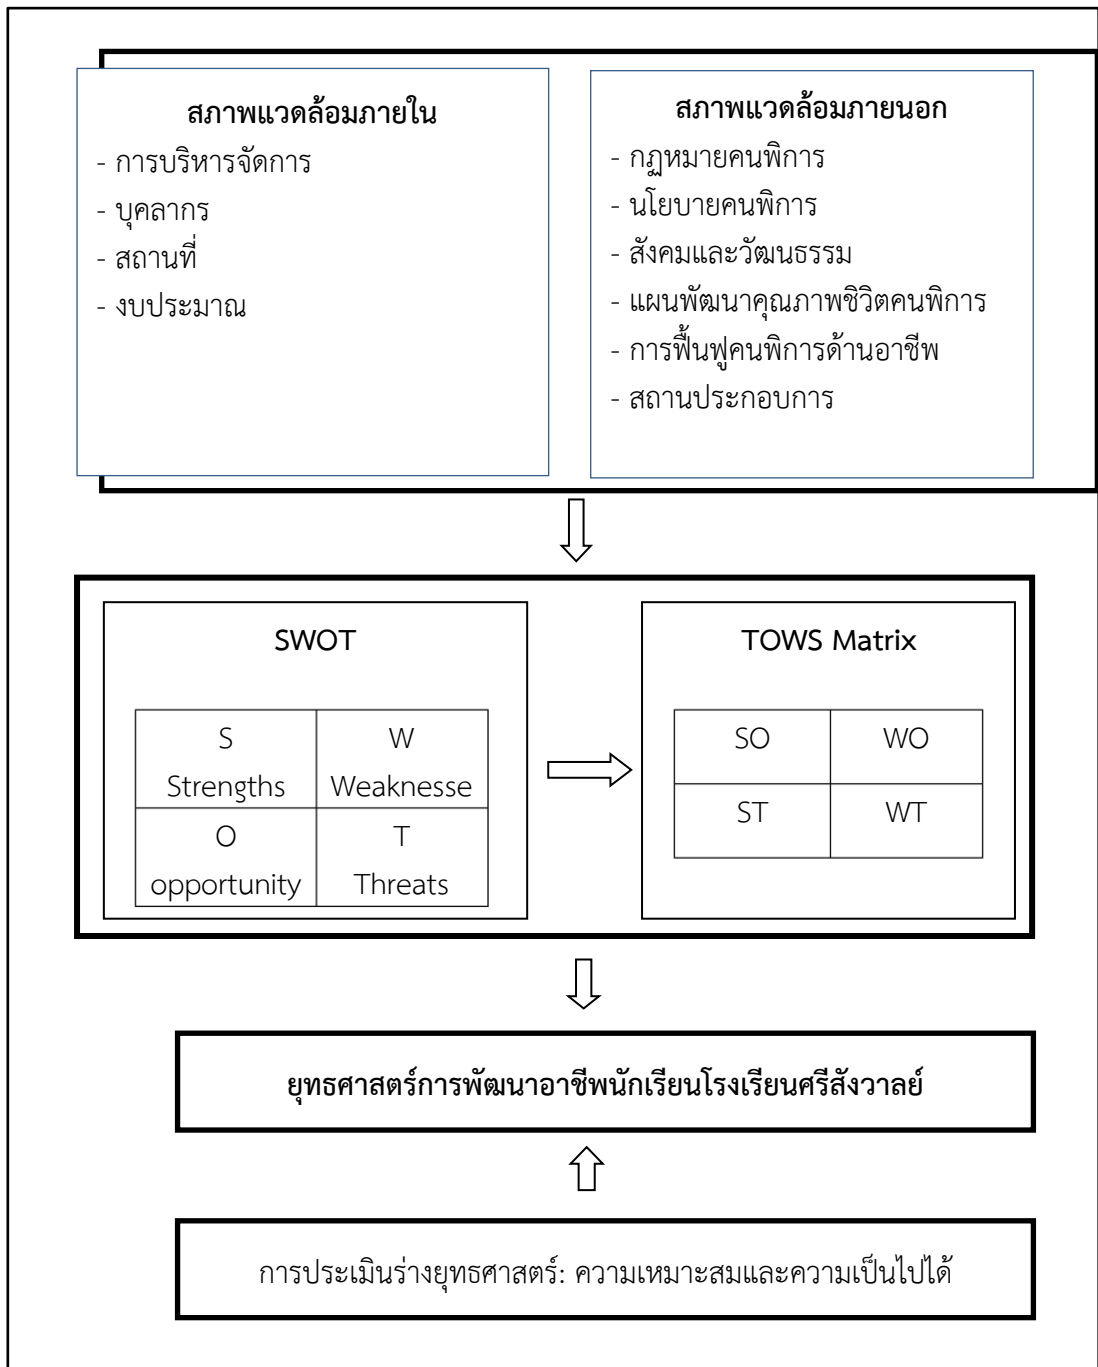 สภาพแวดล้อมภายใน
- การบริหารจัดการ
- บุคลากร
- สถานที่
- งบประมาณ
สภาพแวดล้อมภายนอก
- กฎหมายคนพิการ
- นโยบายคนพิการ
- สังคมและวัฒนธรรม
- แผนพัฒนาคุณภาพชีวิตคนพิการ
- การฟื้นฟูคนพิการด้านอาชีพ
- สถานประกอบการ
SWOT
S
Strengths
W
Weaknesse
O
opportunity
T
Threats
TOWS Matrix
SO
WO
ST
WT
ยุทธศาสตร์การพัฒนาอาชีพนักเรียนโรงเรียนศรีสังวาลย์
การประเมินร่างยุทธศาสตร์: ความเหมาะสมและความเป็นไปได้